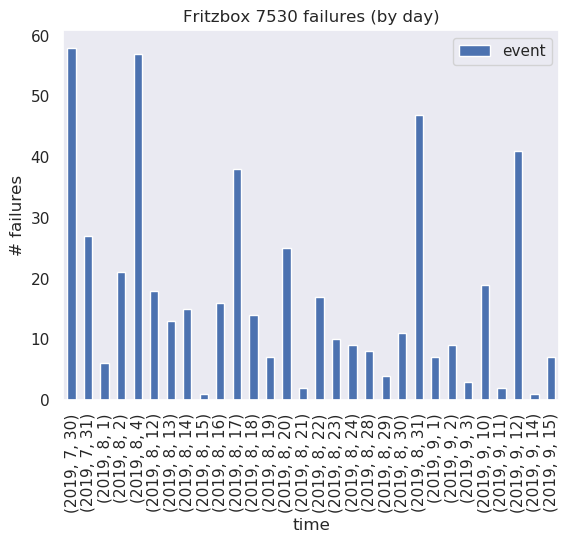 Fritzbox 7530 failures (by day)
event
# failures
60
50
40
30
20
10
0
(2019, 7, 30)
(2019, 7, 31)
(2019, 8, 1)
(2019, 8, 2)
(2019, 8, 4)
(2019, 8, 12)
(2019, 8, 13)
(2019, 8, 14)
(2019, 8, 15)
(2019, 8, 16)
(2019, 8, 17)
(2019, 8, 18)
(2019, 8, 19)
(2019, 8, 20)
(2019, 8, 21)
(2019, 8, 22)
(2019, 8, 23)
(2019, 8, 24)
(2019, 8, 28)
(2019, 8, 29)
(2019, 8, 30)
(2019, 8, 31)
(2019, 9, 1)
(2019, 9, 2)
(2019, 9, 3)
(2019, 9, 10)
(2019, 9, 11)
(2019, 9, 12)
(2019, 9, 14)
(2019, 9, 15)
time